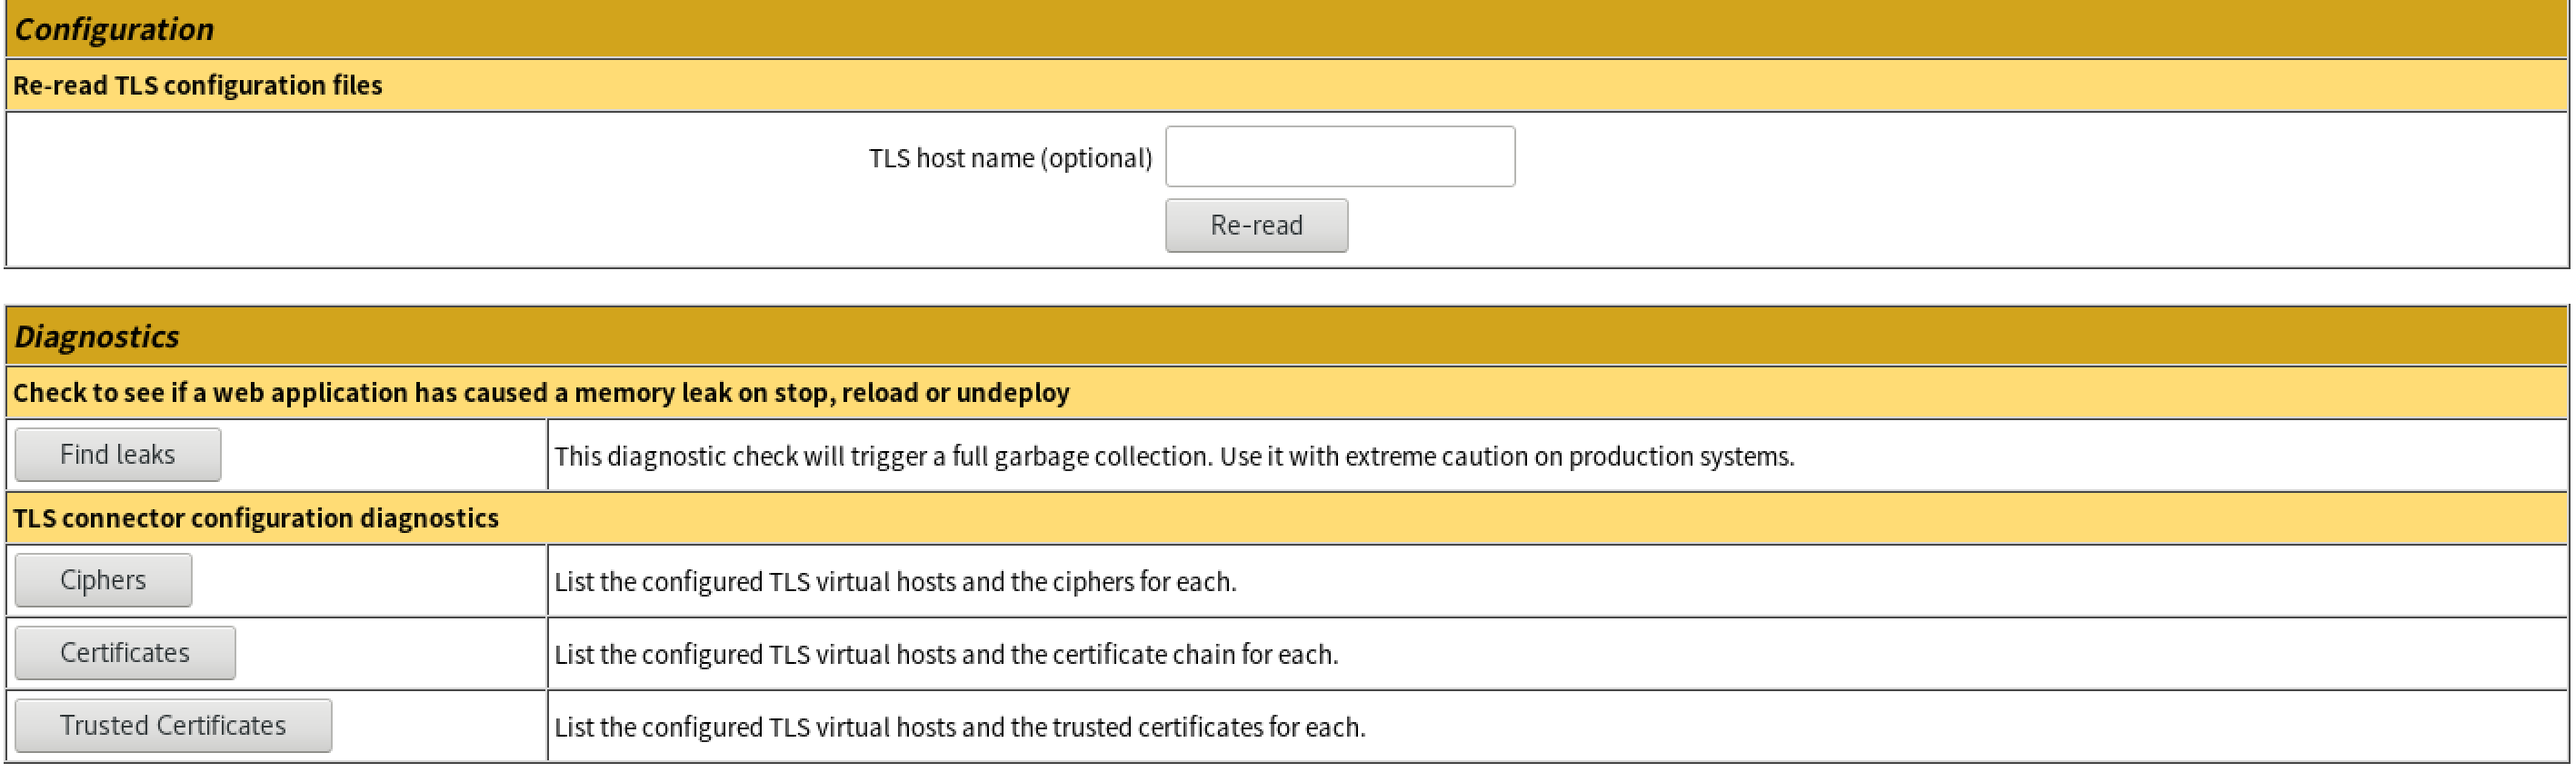 Configuration
Re-read TLS configuration files
TLS host name (optional)
Re-read
Diagnostics
Check to see if a web application has caused a memory leak on stop, reload or undeploy
Find leaks This diagnostic check will trigger a full garbage collection. Use it with extreme caution on production systems.
TLS connector configuration diagnostics
Ciphers List the configured TLS virtual hosts and the ciphers for each.
Certificates List the configured TLS virtual hosts and the certificate chain for each.
Trusted Certificates List the configured TLS virtual hosts and the trusted certificates for each.